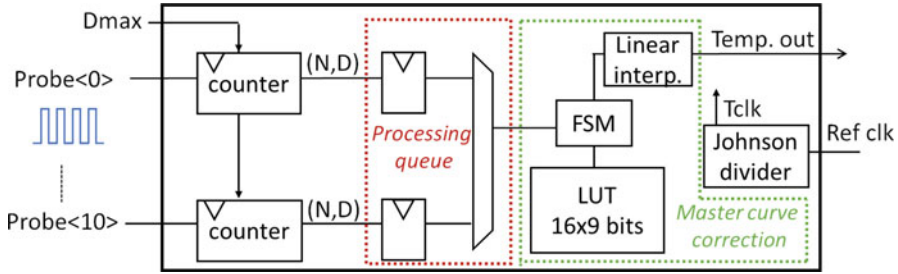 Dmax
Probe<0>
counter
(N,D)
Processing
queue
Probe<10>
counter
(N,D)
FSM
Linear
interp.
LUT
16x9 bits
Temp. out
Tclk
Johnson
divider
Ref clk
Master curve
correction